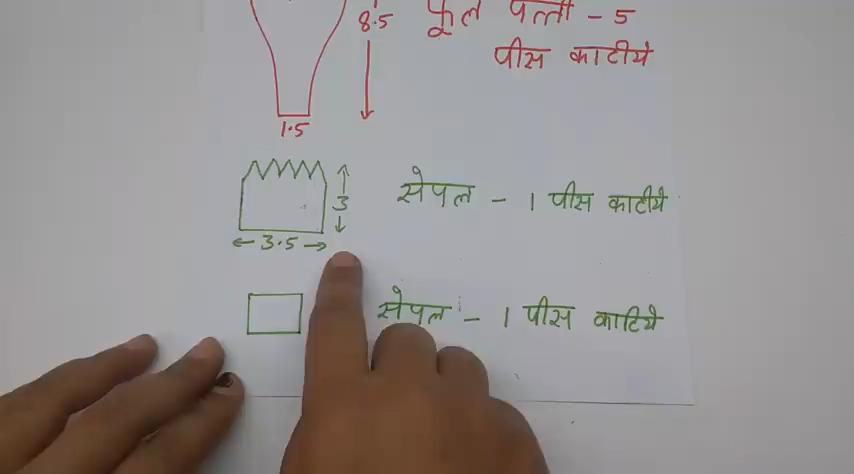 8.5
फूल पत्ती - 5
पीस काटीये
1.5
सेपल - 1 पीस काटीये
3
3.5
सेपल - 1 पीस काटिये